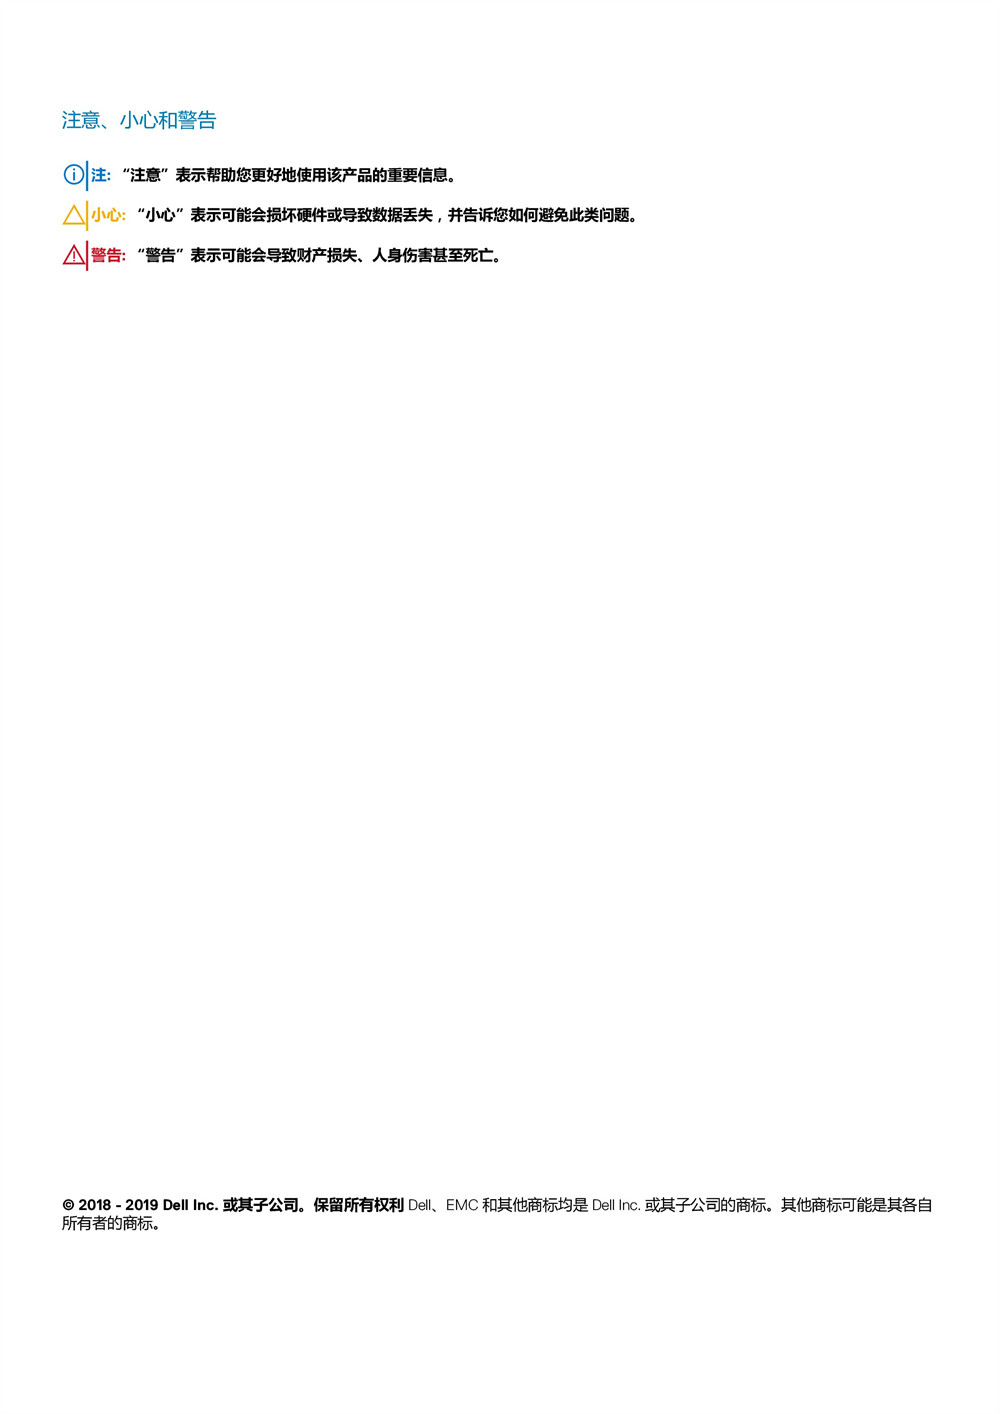 注意、小心和警告
注: “注意”表示帮助您更好地使用该产品的重要信息。
小心: “小心”表示可能会损坏硬件或导致数据丢失，并告诉您如何避免此类问题。
警告: “警告”表示可能会导致财产损失、人身伤害甚至死亡。
© 2018 - 2019 Dell Inc. 或其子公司。保留所有权利 Dell、EMC 和其他商标均是 Dell Inc. 或其子公司的商标。其他商标可能是其各自
所有者的商标。